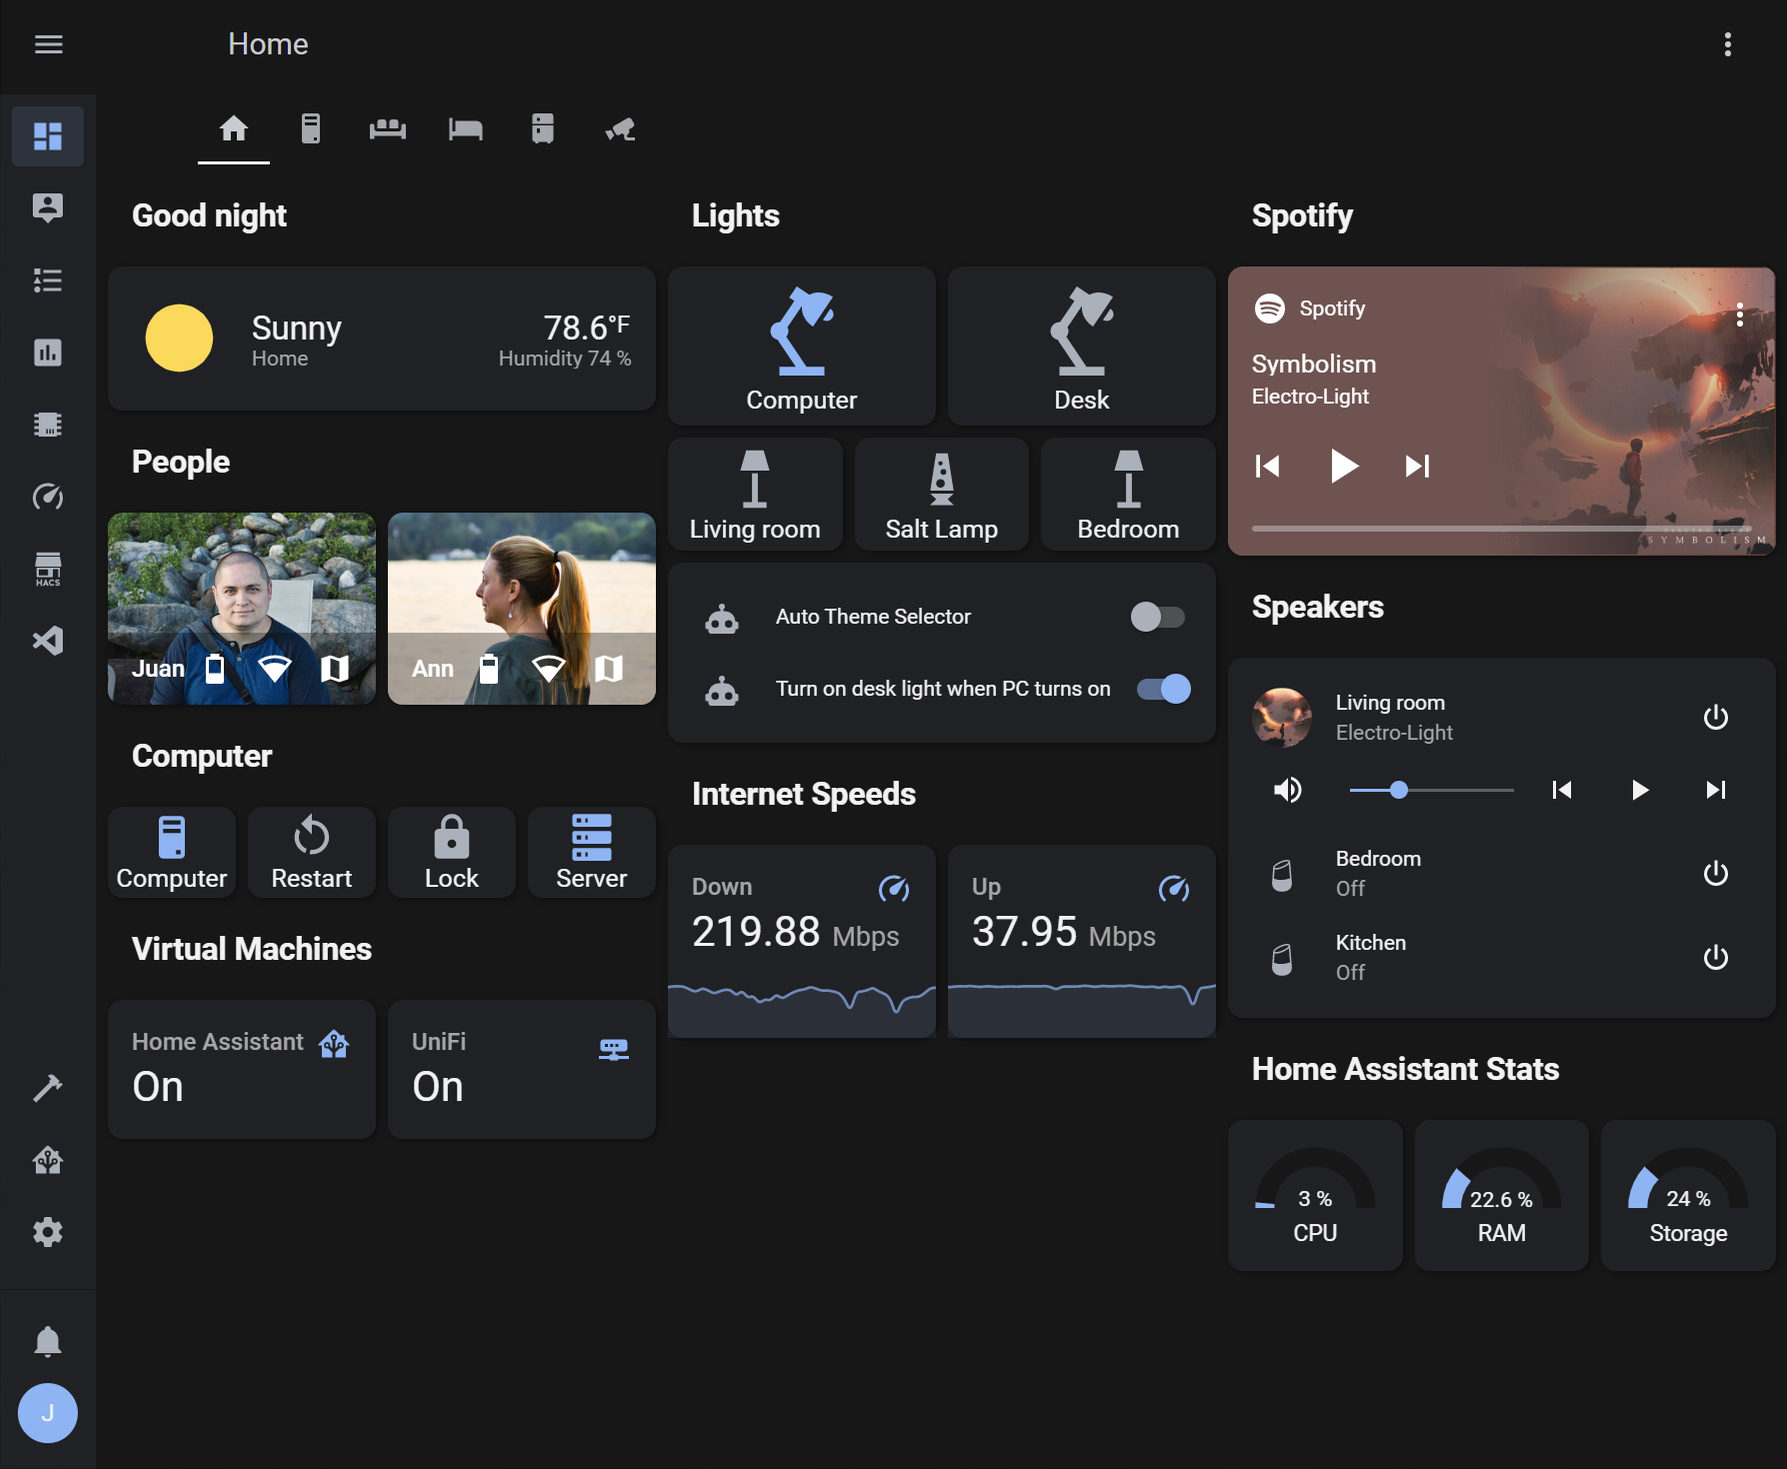 Home
HACS
J
Good night
Sunny
Home
78.6°F
Humidity 74 %
People
Juan
Ann
Computer
Computer
Restart
Lock
Server
Virtual Machines
Home Assistant
On
UniFi
On
Lights
Computer
Desk
Living room
Salt Lamp
Bedroom
Auto Theme Selector
Turn on desk light when PC turns on
Internet Speeds
Down
219.88 Mbps
Up
37.95 Mbps
Spotify
Spotify
Symbolism
Electro-Light
ELECTRO-LIGHT
SYMBOLISM
Speakers
Living room
Electro-Light
Bedroom
Off
Kitchen
Off
Home Assistant Stats
3 %
CPU
22.6 %
RAM
24 %
Storage